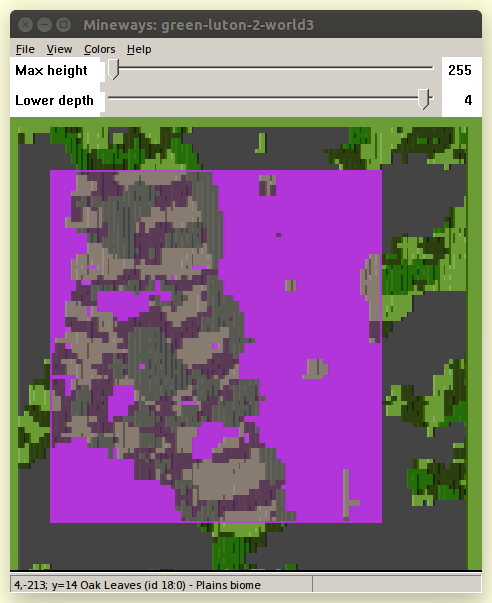 Mineways: green-luton-2-world3
File View Colors Help
Max height 255
Lower depth 4
4,-213; y=14 Oak Leaves (id 18:0) - Plains biome